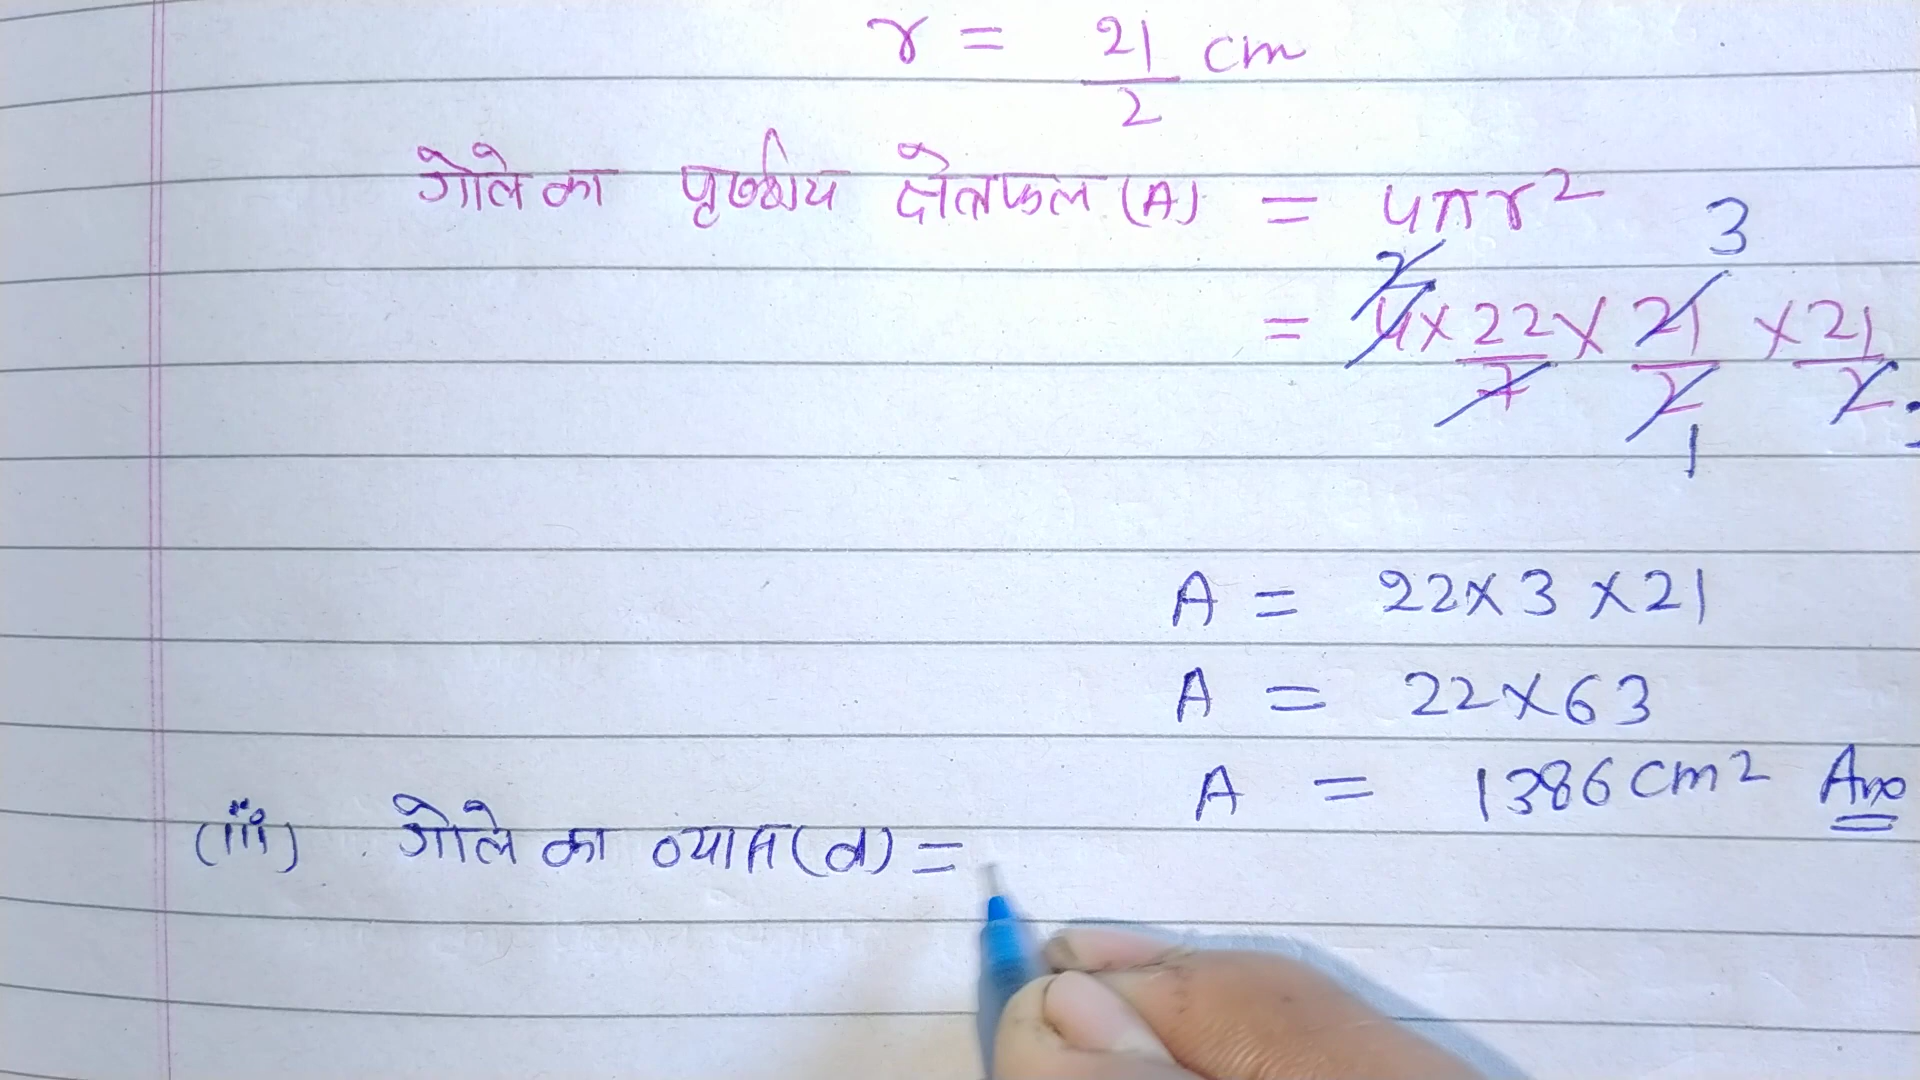 r = 21/2 cm
गोले का पृष्ठीय क्षेत्रफल (A) = 4πr²
3
2
= 4 × 22/7 × 21/2 × 21/2
1
A = 22×3×21
A = 22×63
A = 1386 cm² Ans
(iii) गोले का व्यास (d) =